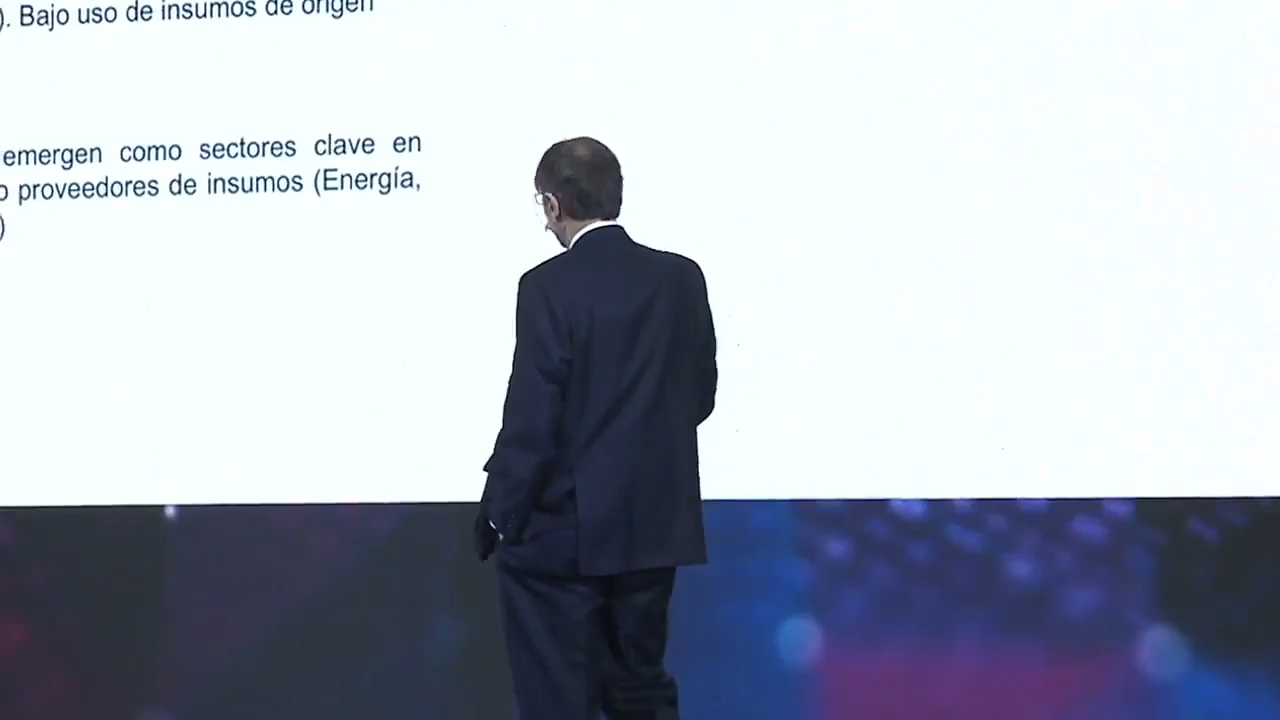 ). Bajo uso de insumos de origen
emergen como sectores clave en
o proveedores de insumos (Energía,
)